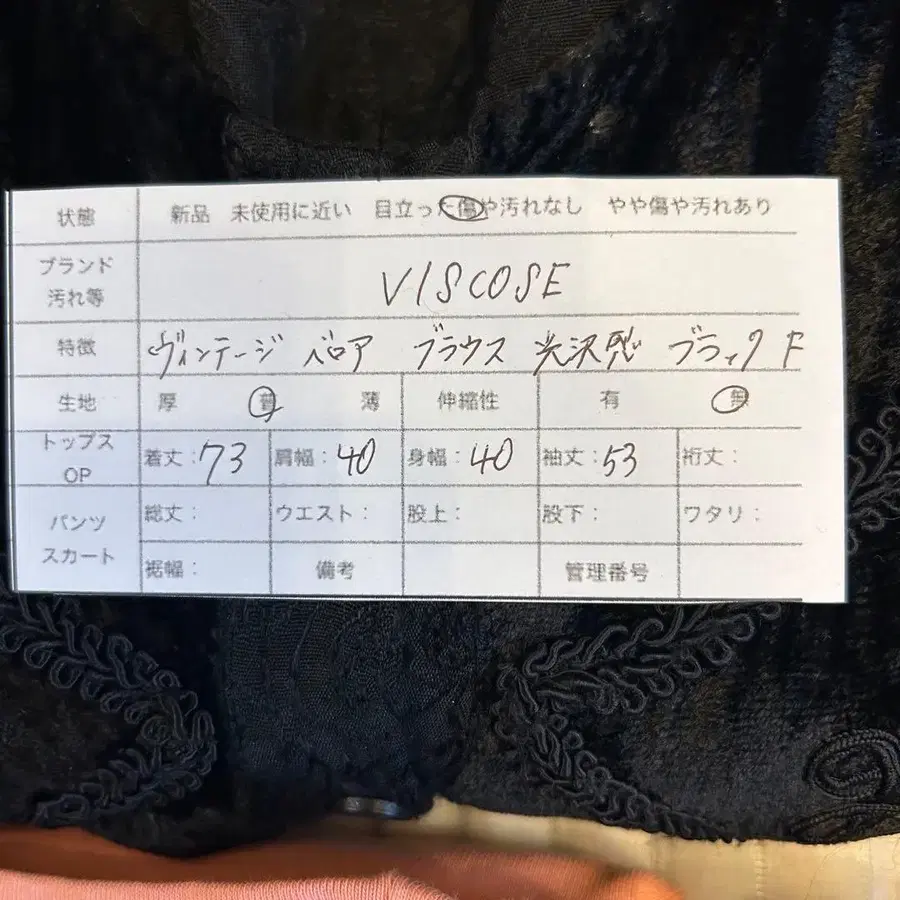 状態 新品 未使用に近い 目立った傷や汚れなし やや傷や汚れあり
ブランド
汚れ等 VISCOSE
特徴 ヴィンテージ ベロア ブラウス 光沢感 ブラック F
生地 厚 普 薄 伸縮性 有 無
トップス
OP 着丈:73 肩幅:40 身幅:40 袖丈:53 裄丈:
パンツ
スカート 総丈: ウエスト: 股上: 股下: ワタリ:
裾幅: 備考 管理番号